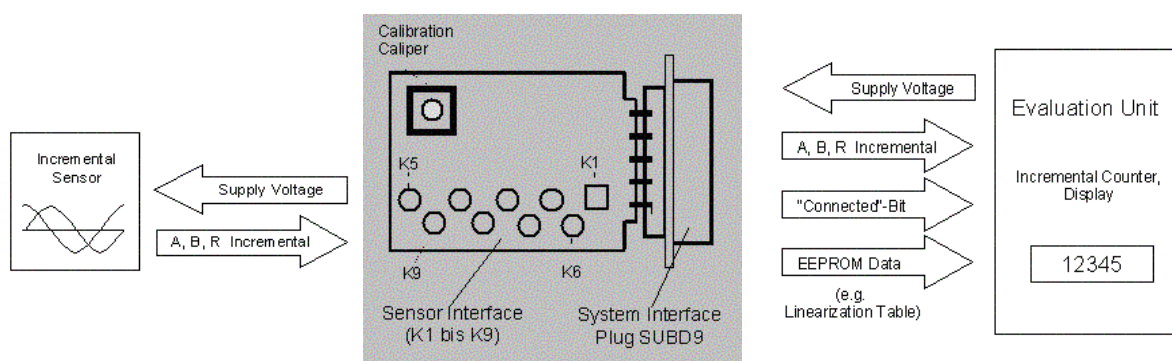 Incremental
Sensor
Supply Voltage
A, B, R Incremental
Calibration
Caliper
K5
K1
K9
K6
Sensor Interface
(K1 bis K9)
System Interface
Plug SUBD9
Supply Voltage
A, B, R Incremental
"Connected"-Bit
EEPROM Data
(e.g.
Linearization Table)
Evaluation Unit
Incremental Counter,
Display
12345